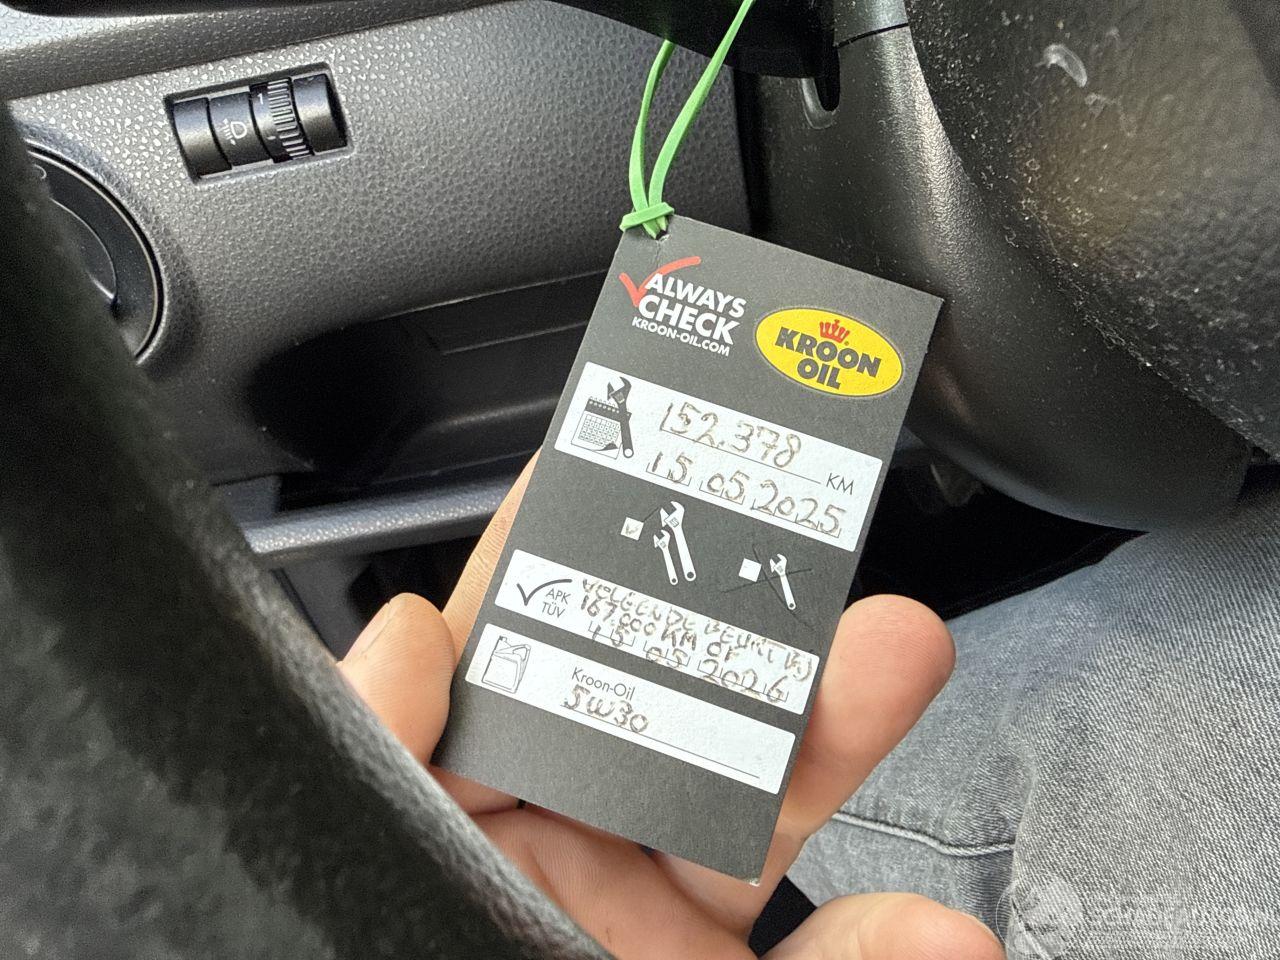 ALWAYS
CHECK
KROON-OIL.COM
KROON
OIL
152.378 KM
15 05 2025
APK
TÜV
VOLGENDE BEURT BIJ
167.000 KM OF
15 05 2026
Kroon-Oil
5W30